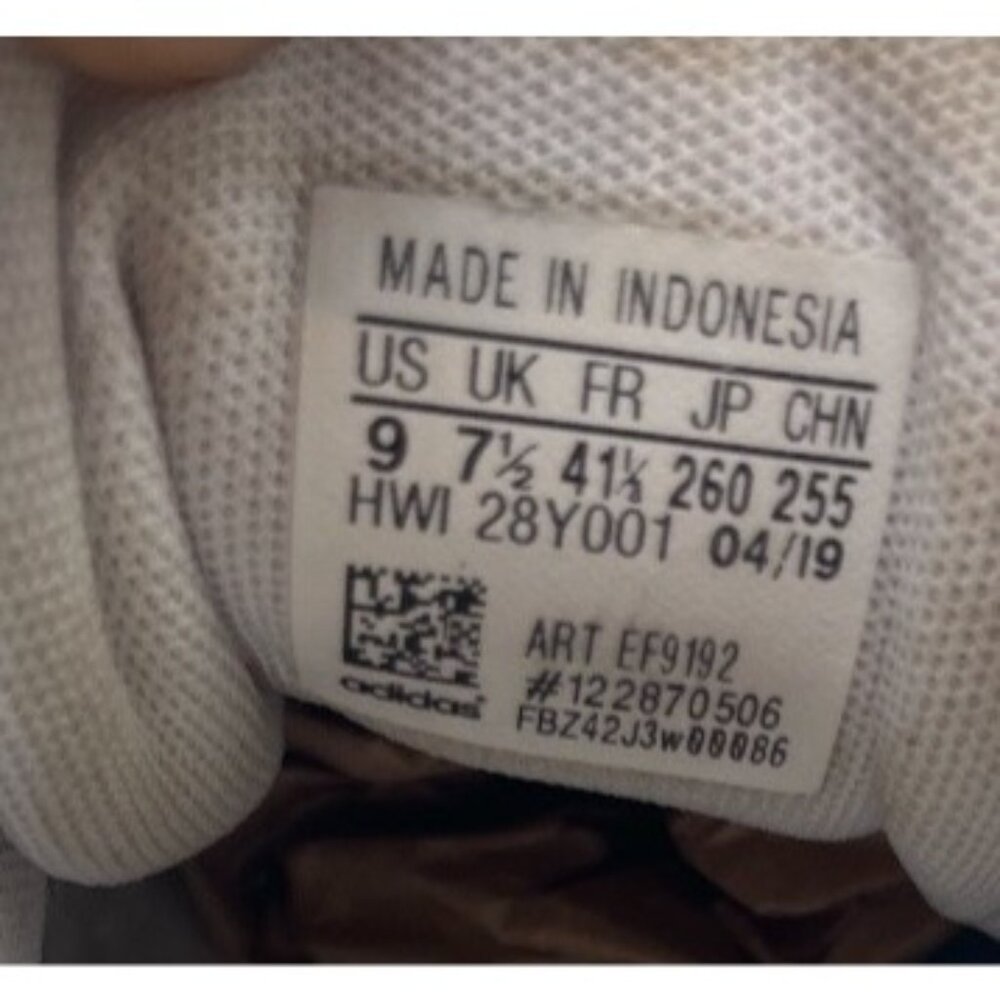 MADE IN INDONESIA
US UK FR JP CHN
9 7½ 41⅓ 260 255
HWI 28Y001 04/19
ART EF9192
#122870506
FBZ42J3w00086
adidas